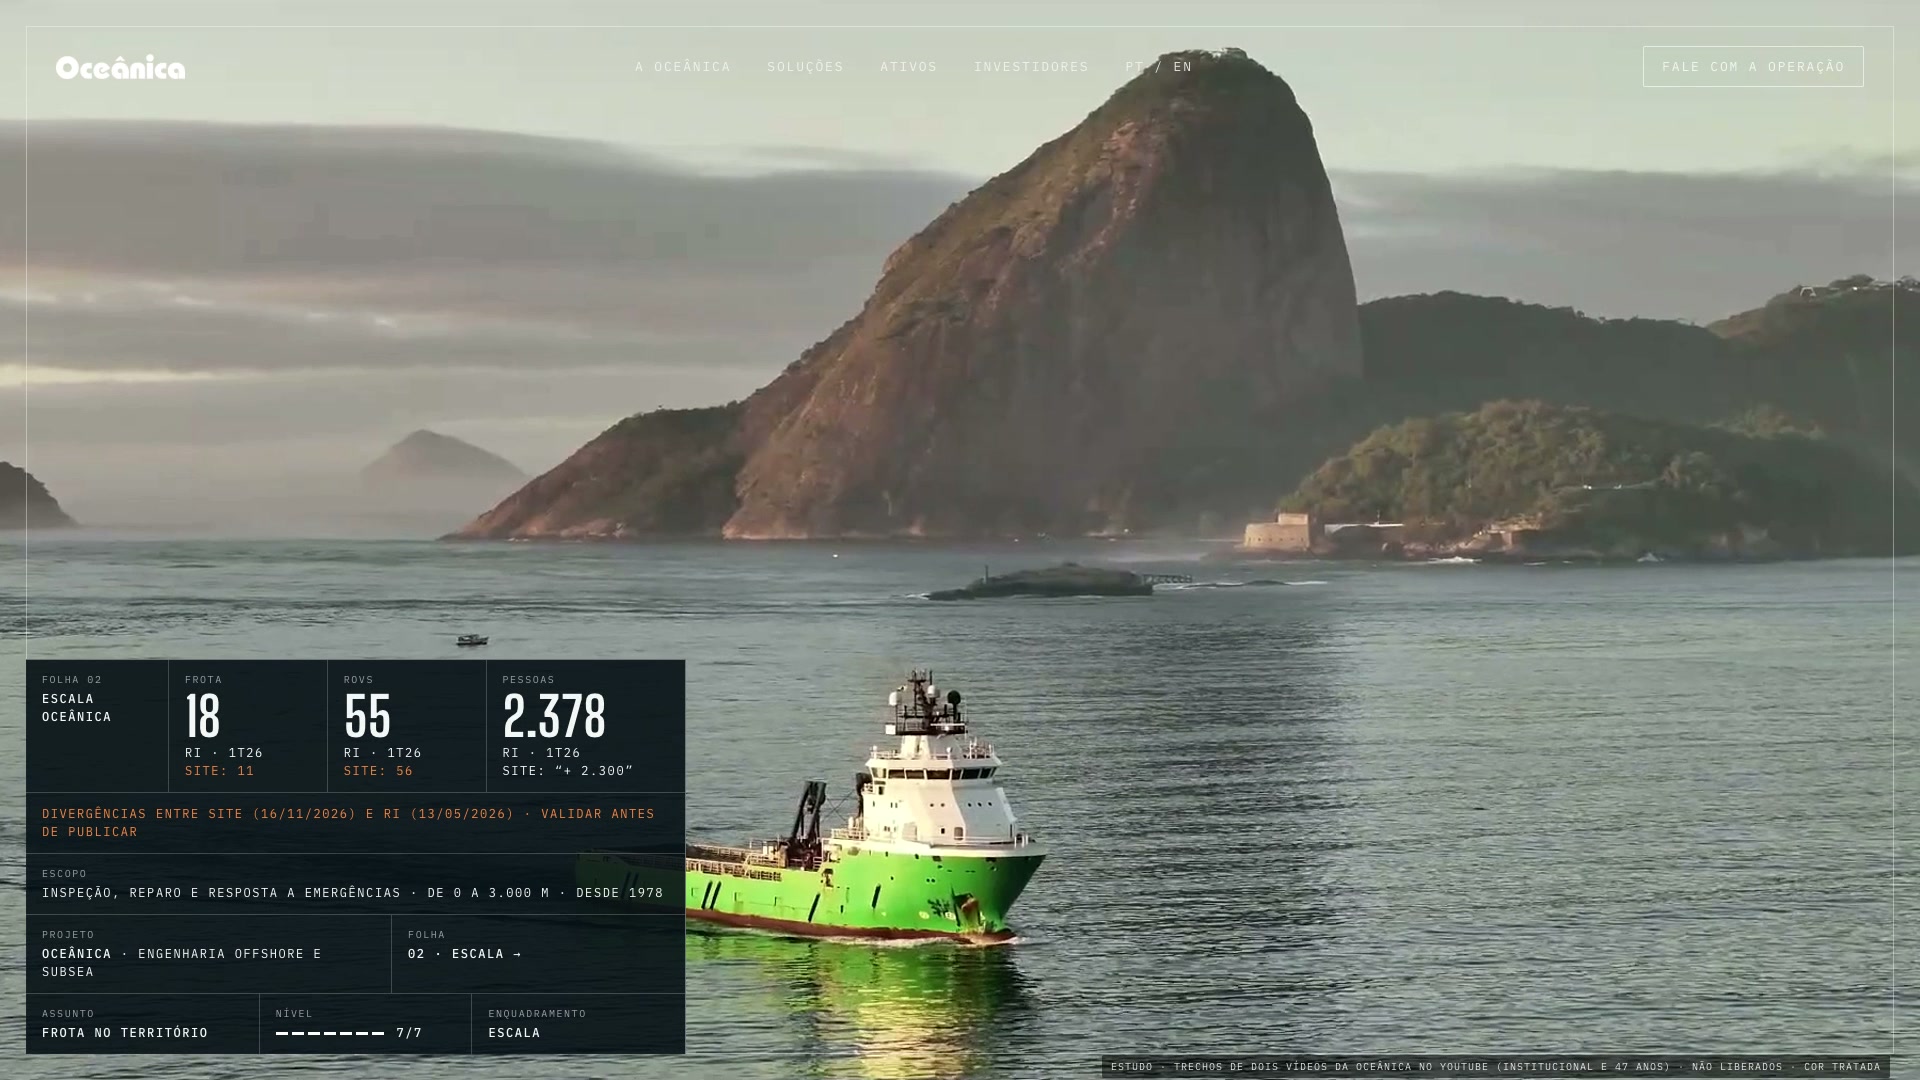 Oceânica
A OCEÂNICA SOLUÇÕES ATIVOS INVESTIDORES PT / EN
FALE COM A OPERAÇÃO
FOLHA 02
ESCALA
OCEÂNICA
FROTA
18
RI · 1T26
SITE: 11
ROVS
55
RI · 1T26
SITE: 56
PESSOAS
2.378
RI · 1T26
SITE: “+ 2.300”
DIVERGÊNCIAS ENTRE SITE (16/11/2026) E RI (13/05/2026) · VALIDAR ANTES
DE PUBLICAR
ESCOPO
INSPEÇÃO, REPARO E RESPOSTA A EMERGÊNCIAS · DE 0 A 3.000 M · DESDE 1978
PROJETO
OCEÂNICA · ENGENHARIA OFFSHORE E
SUBSEA
FOLHA
02 · ESCALA →
ASSUNTO
FROTA NO TERRITÓRIO
NÍVEL
7/7
ENQUADRAMENTO
ESCALA
ESTUDO · TRECHOS DE DOIS VÍDEOS DA OCEÂNICA NO YOUTUBE (INSTITUCIONAL E 47 ANOS) · NÃO LIBERADOS · COR TRATADA